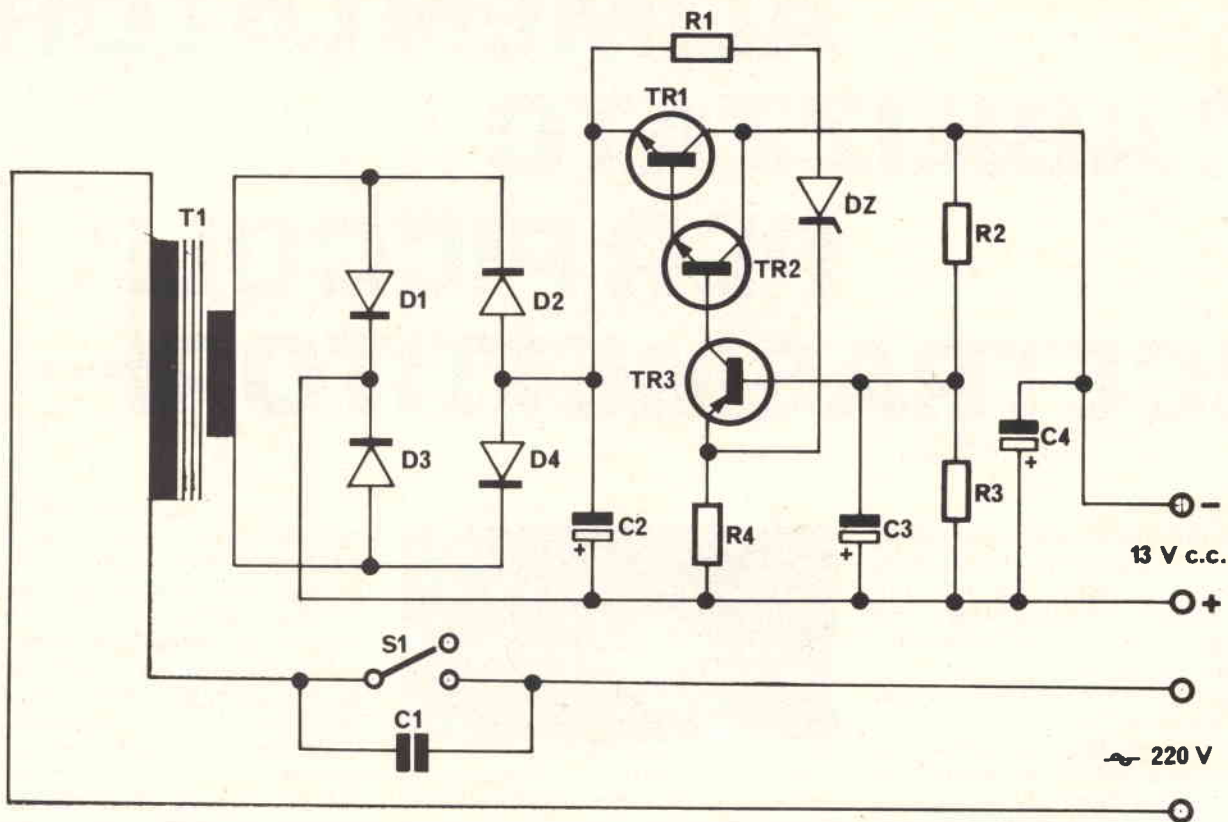 R1
TR1
T1
DZ
R2
TR2
D1
D2
TR3
D3
D4
C4
+
R3
C2
+
R4
C3
+
−
13 V c.c.
+
S1
C1
220 V